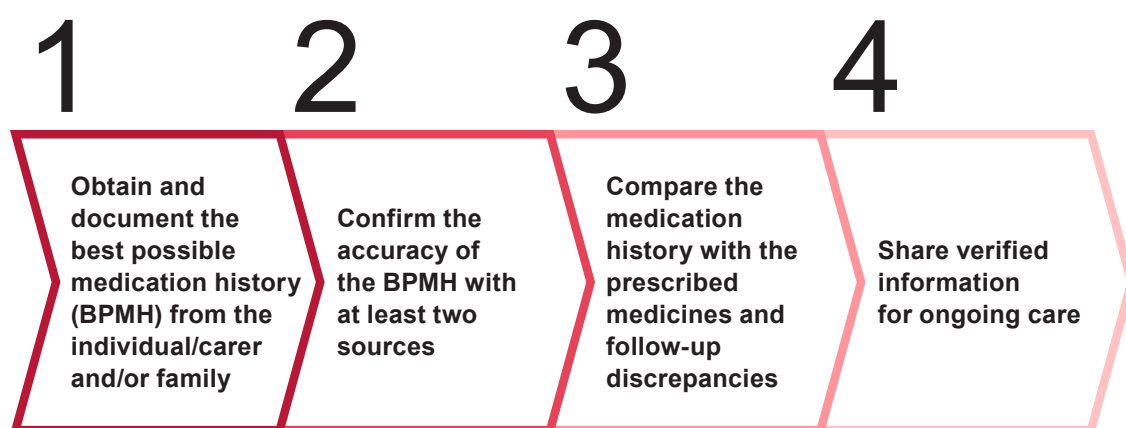 1
Obtain and
document the
best possible
medication history
(BPMH) from the
individual/carer
and/or family
2
Confirm the
accuracy of
the BPMH with
at least two
sources
3
Compare the
medication
history with the
prescribed
medicines and
follow-up
discrepancies
4
Share verified
information
for ongoing care